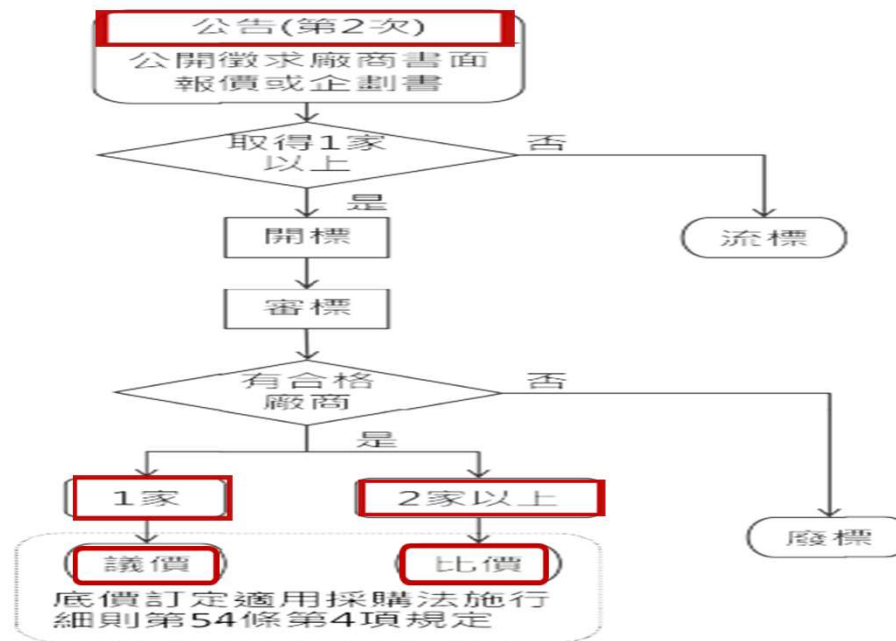 公告(第2次)
公開徵求廠商書面
報價或企劃書
取得1家
以上
否
是
開標
流標
審標
有合格
廠商
否
是
1家
2家以上
議價
比價
廢標
底價訂定適用採購法施行
細則第54條第4項規定